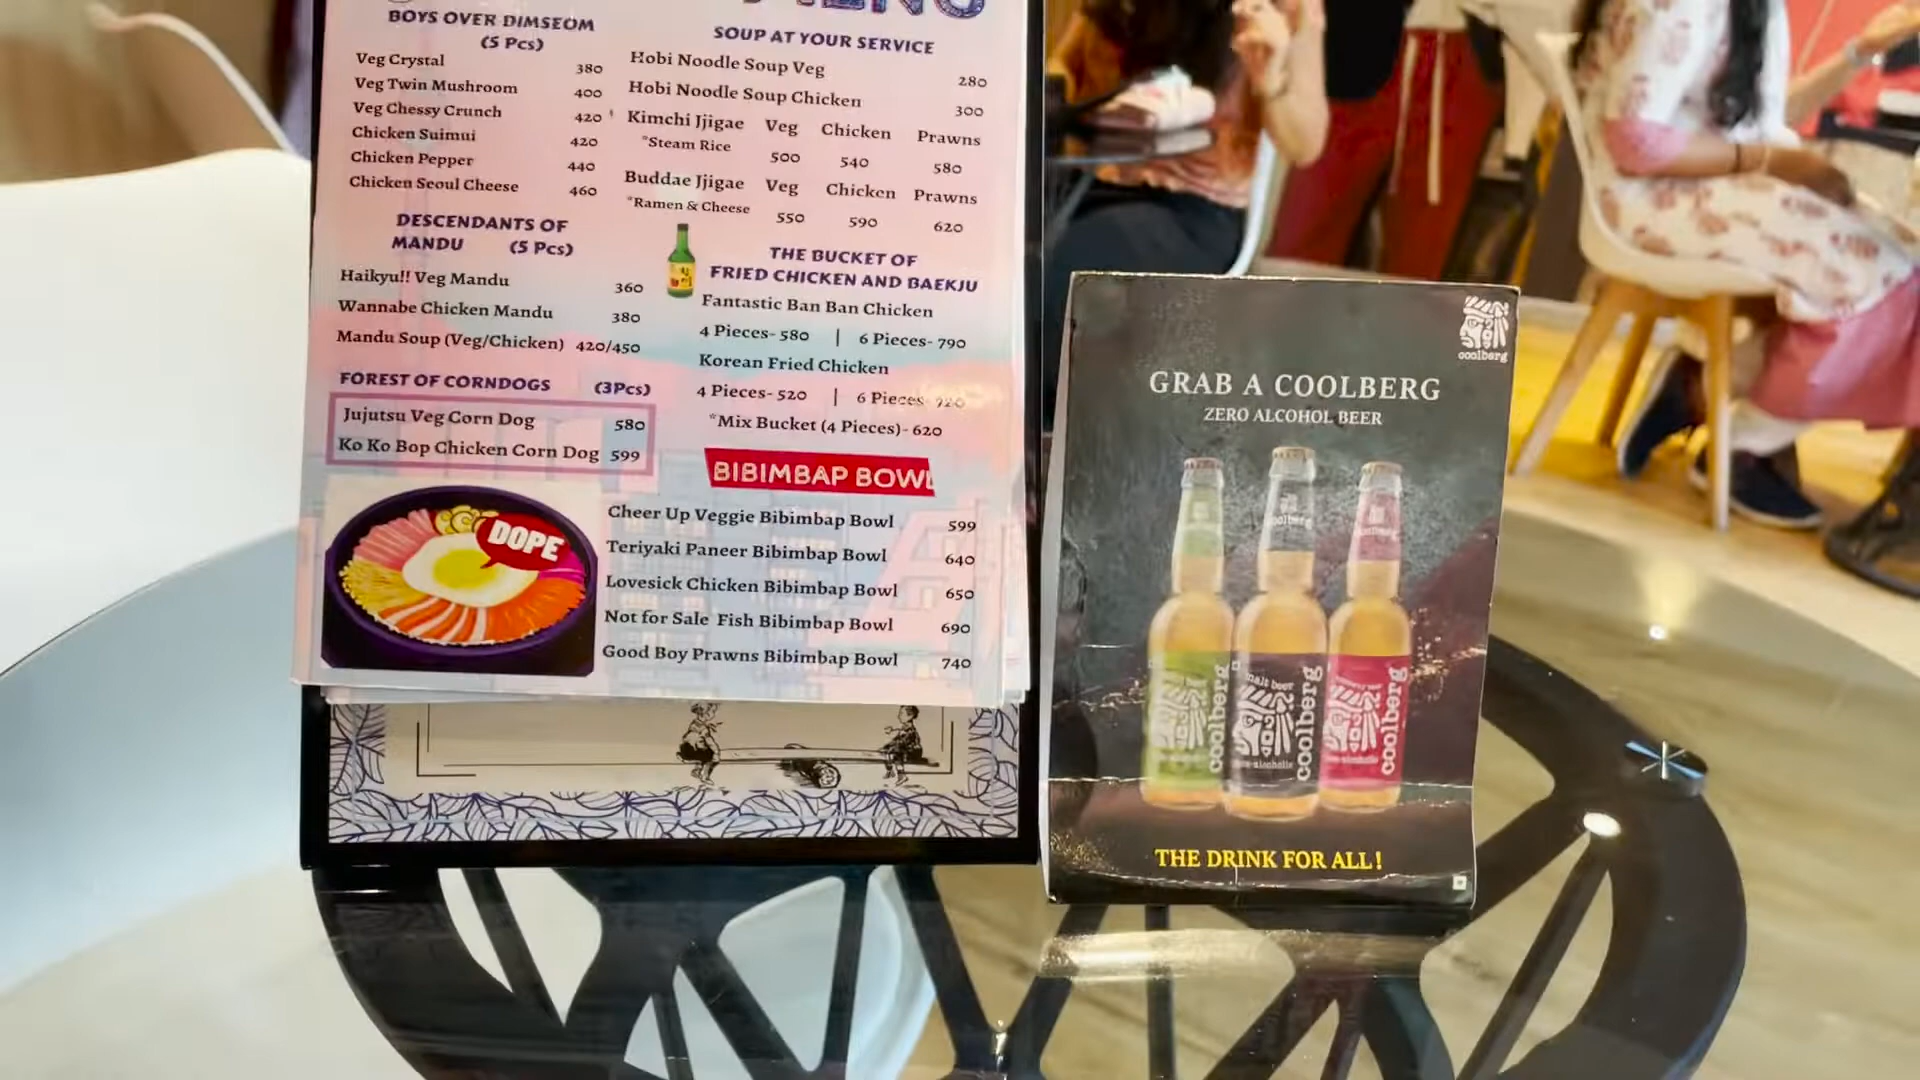 MENU
BOYS OVER DIMSEOM
(5 Pcs)
Veg Crystal 380
Veg Twin Mushroom 400
Veg Chessy Crunch 420
Chicken Suimui 420
Chicken Pepper 440
Chicken Seoul Cheese 460
DESCENDANTS OF
MANDU (5 Pcs)
Haikyu!! Veg Mandu 360
Wannabe Chicken Mandu 380
Mandu Soup (Veg/Chicken) 420/450
FOREST OF CORNDOGS (3Pcs)
Jujutsu Veg Corn Dog 580
Ko Ko Bop Chicken Corn Dog 599
DOPE
SOUP AT YOUR SERVICE
Hobi Noodle Soup Veg 280
Hobi Noodle Soup Chicken 300
Kimchi Jjigae Veg Chicken Prawns
*Steam Rice 500 540 580
Buddae Jjigae Veg Chicken Prawns
*Ramen & Cheese 550 590 620
THE BUCKET OF
FRIED CHICKEN AND BAEKJU
Fantastic Ban Ban Chicken
4 Pieces- 580 | 6 Pieces- 790
Korean Fried Chicken
4 Pieces- 520 | 6 Pieces- 720
*Mix Bucket (4 Pieces)- 620
BIBIMBAP BOWL
Cheer Up Veggie Bibimbap Bowl 599
Teriyaki Paneer Bibimbap Bowl 640
Lovesick Chicken Bibimbap Bowl 650
Not for Sale Fish Bibimbap Bowl 690
Good Boy Prawns Bibimbap Bowl 740
coolberg
GRAB A COOLBERG
ZERO ALCOHOL BEER
coolberg
malt beer
coolberg
non-alcoholic
coolberg
coolberg
THE DRINK FOR ALL!